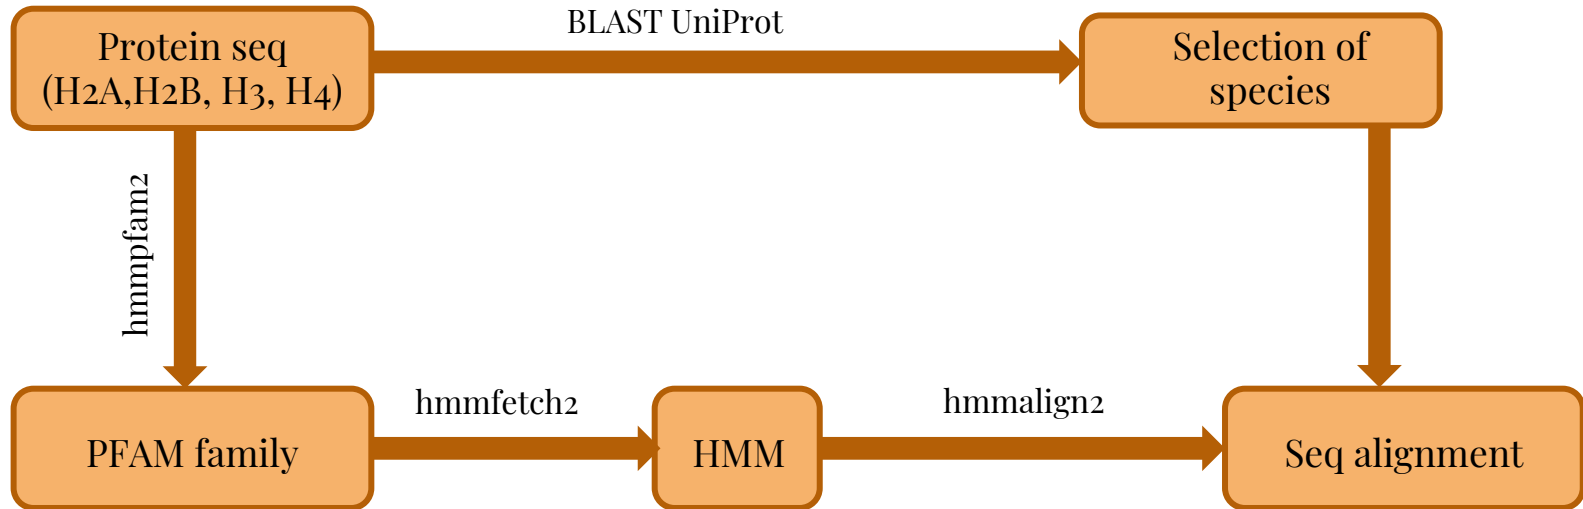 BLAST UniProt
Protein seq
(H2A,H2B, H3, H4)
Selection of
species
hmmpfam2
hmmfetch2
hmmalign2
PFAM family
HMM
Seq alignment